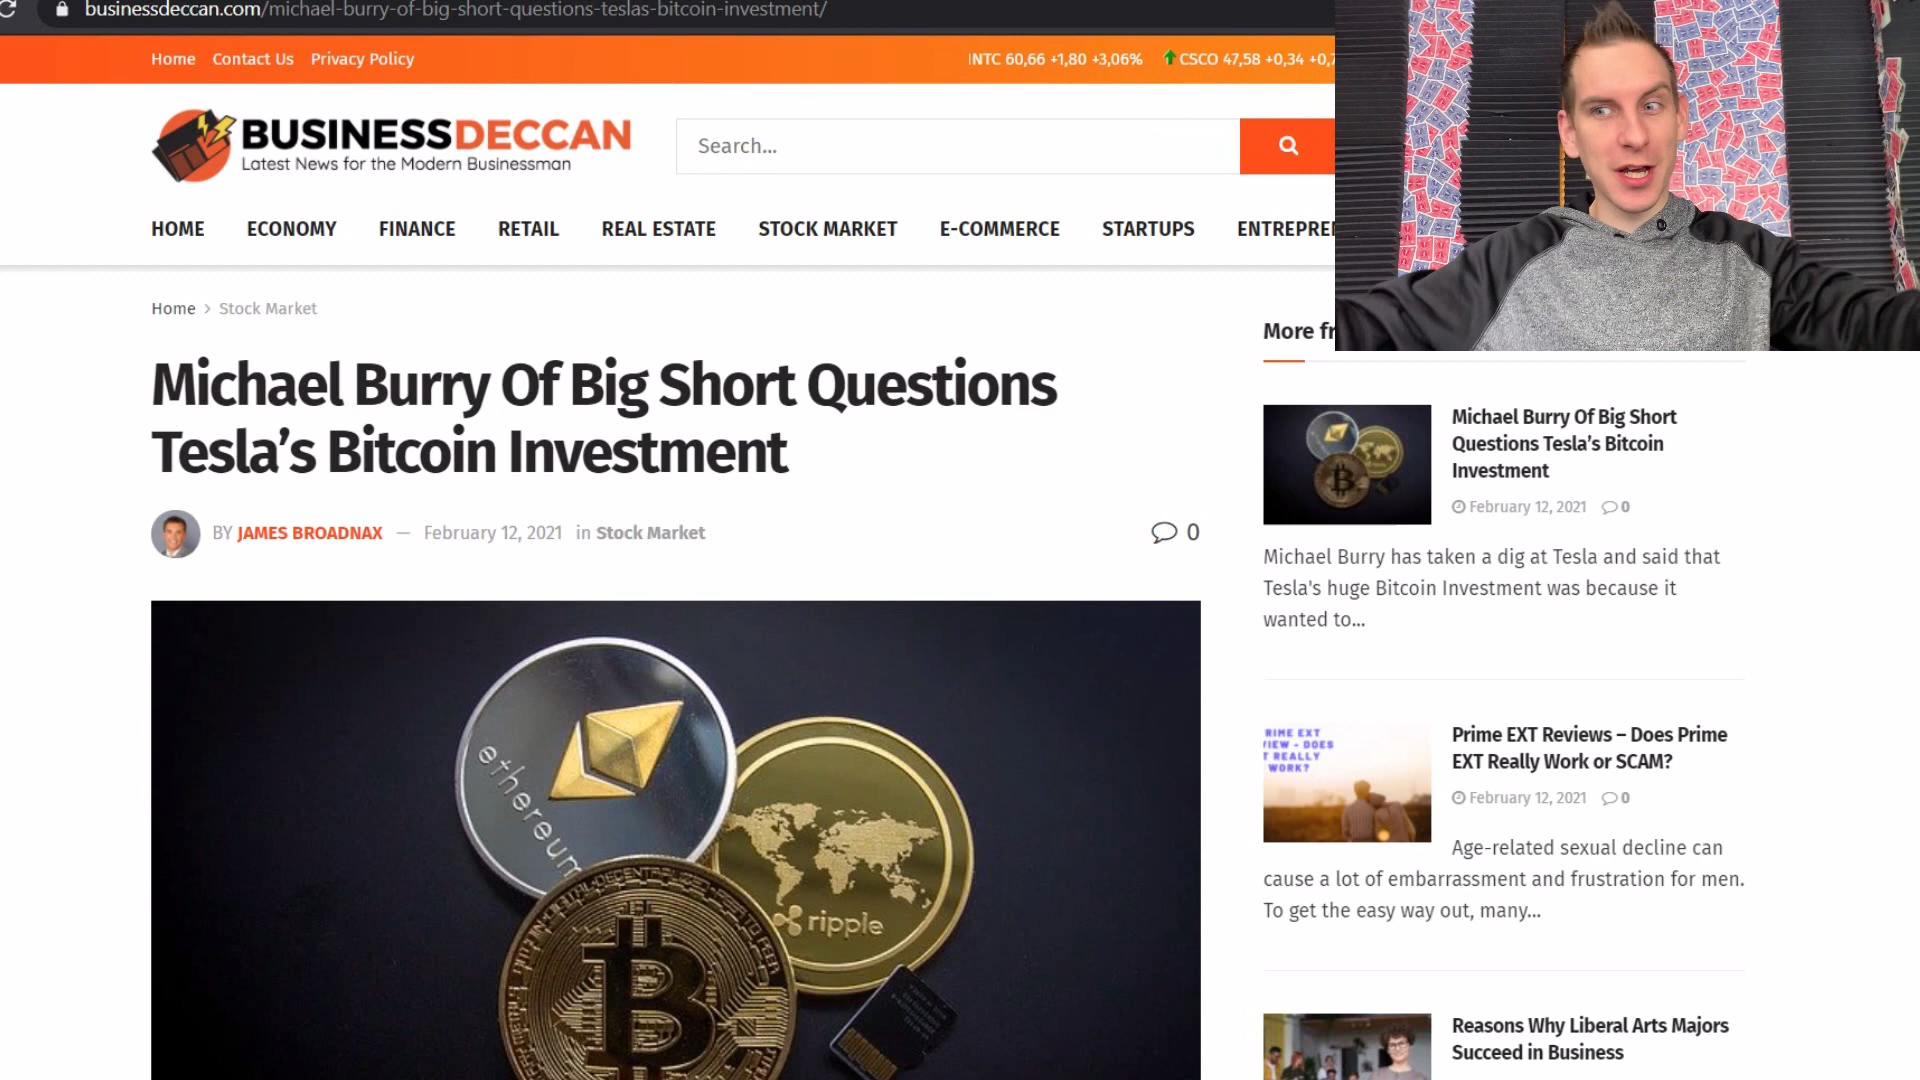 businessdeccan.com/michael-burry-of-big-short-questions-teslas-bitcoin-investment/
Home Contact Us Privacy Policy
INTC 60,66 +1,80 +3,06% CSCO 47,58 +0,34
BUSINESSDECCAN
Latest News for the Modern Businessman
Search...
HOME ECONOMY FINANCE RETAIL REAL ESTATE STOCK MARKET E-COMMERCE STARTUPS
Home > Stock Market
Michael Burry Of Big Short Questions
Tesla’s Bitcoin Investment
BY JAMES BROADNAX — February 12, 2021 in Stock Market
0
ethereum
ripple
More
Michael Burry Of Big Short
Questions Tesla’s Bitcoin
Investment
February 12, 2021 0
Michael Burry has taken a dig at Tesla and said that
Tesla's huge Bitcoin Investment was because it
wanted to...
Prime EXT Reviews – Does Prime
EXT Really Work or SCAM?
February 12, 2021 0
Age-related sexual decline can
cause a lot of embarrassment and frustration for men.
To get the easy way out, many...
Reasons Why Liberal Arts Majors
Succeed in Business